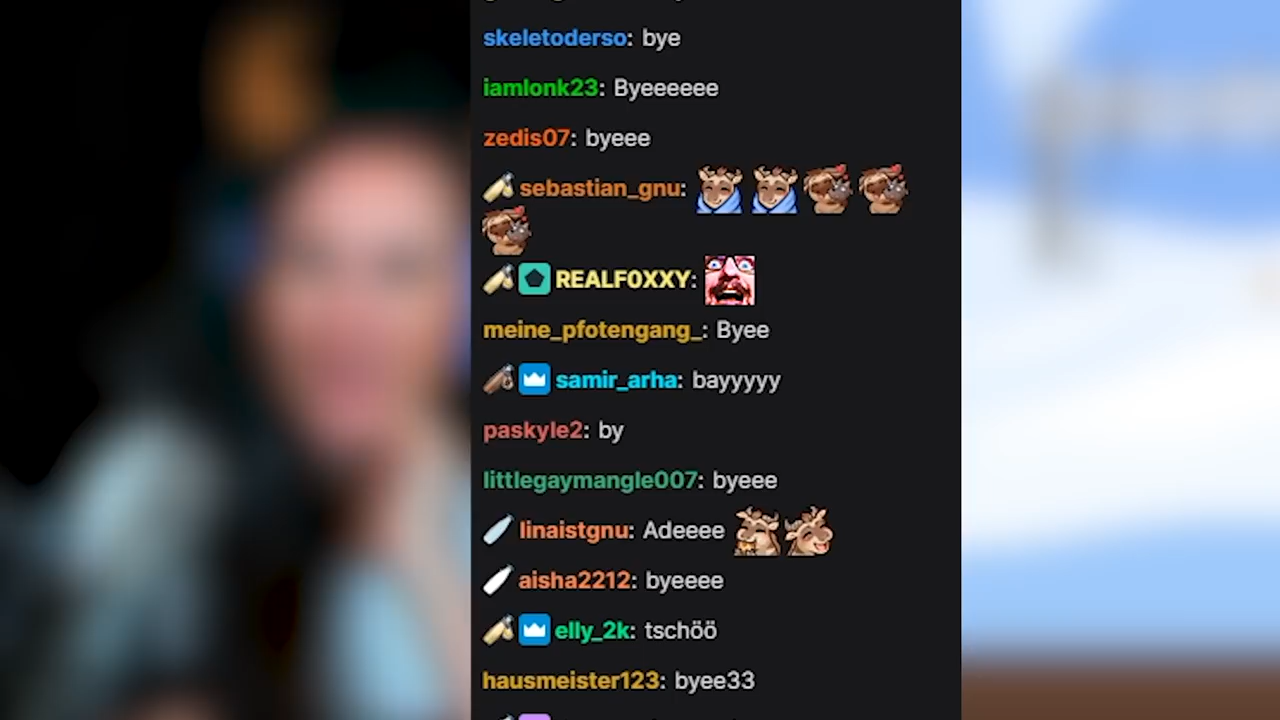 skeletoderso: bye
iamlonk23: Byeeeeee
zedis07: byeee
sebastian_gnu:
REALF0XXY:
meine_pfotengang_: Byee
samir_arha: bayyyyy
paskyle2: by
littlegaymangle007: byeee
linaistgnu: Adeeee
aisha2212: byeeee
elly_2k: tschöö
hausmeister123: byee33